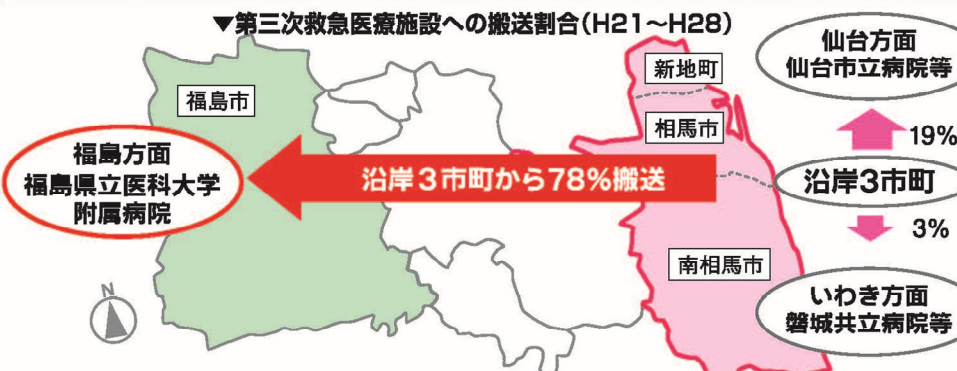 ▼第三次救急医療施設への搬送割合(H21～H28)
福島市
新地町
相馬市
南相馬市
福島方面
福島県立医科大学
附属病院
沿岸3市町から78%搬送
仙台方面
仙台市立病院等
19%
沿岸3市町
3%
いわき方面
磐城共立病院等
N